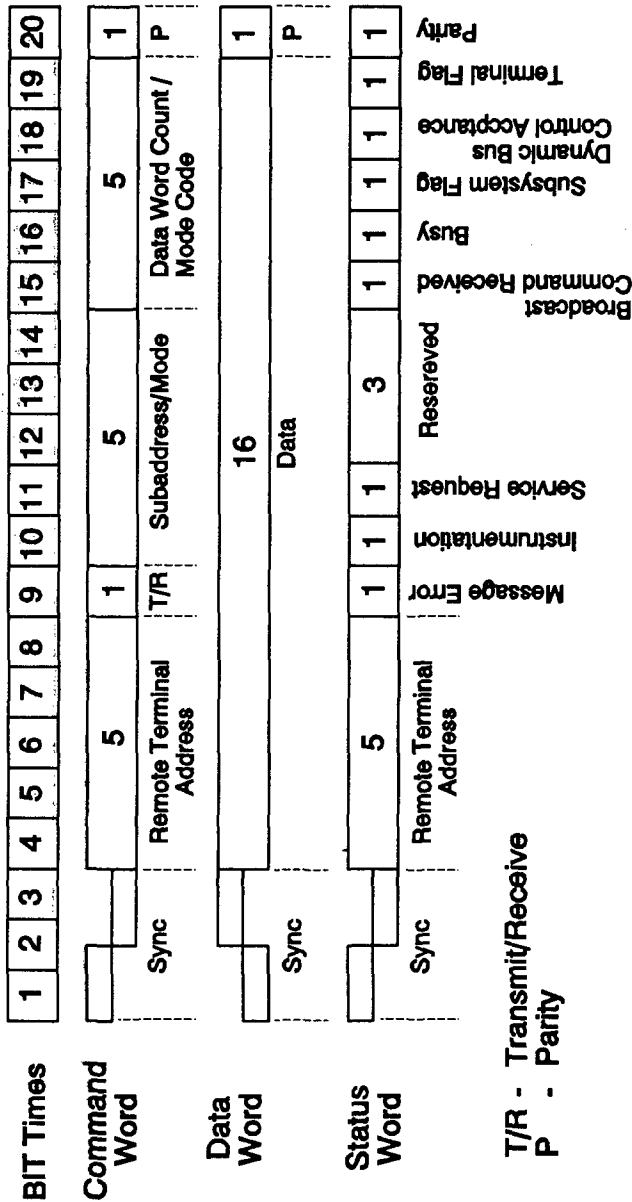 BIT Times 1 2 3 4 5 6 7 8 9 10 11 12 13 14 15 16 17 18 19 20
Command
Word
5 1 5 5 1
Sync
Remote Terminal
Address
T/R
Subaddress/Mode
Data Word Count /
Mode Code
P
Data
Word
16 1
Sync
Data
P
Status
Word
5 1 1 1 3 1 1 1 1 1 1
Sync
Remote Terminal
Address
Message Error
Instrumentation
Service Request
Resereved
Broadcast
Command Received
Busy
Subsystem Flag
Dynamic Bus
Control Accptance
Terminal Flag
Parity
T/R - Transmit/Receive
P - Parity